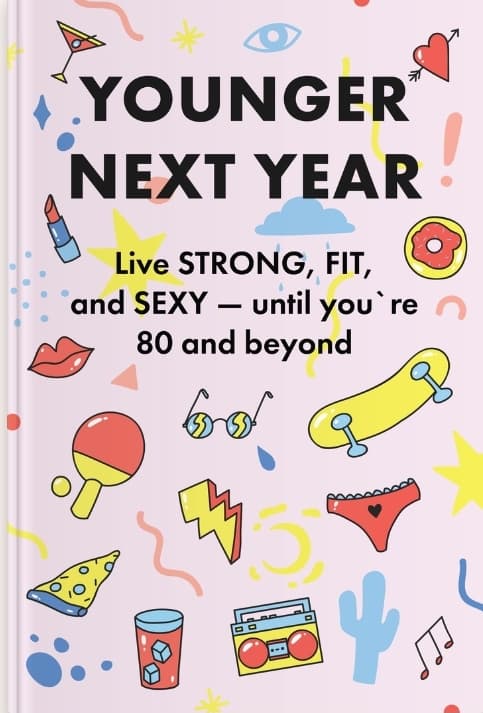 YOUNGER
NEXT YEAR
Live STRONG, FIT,
and SEXY — until you`re
80 and beyond